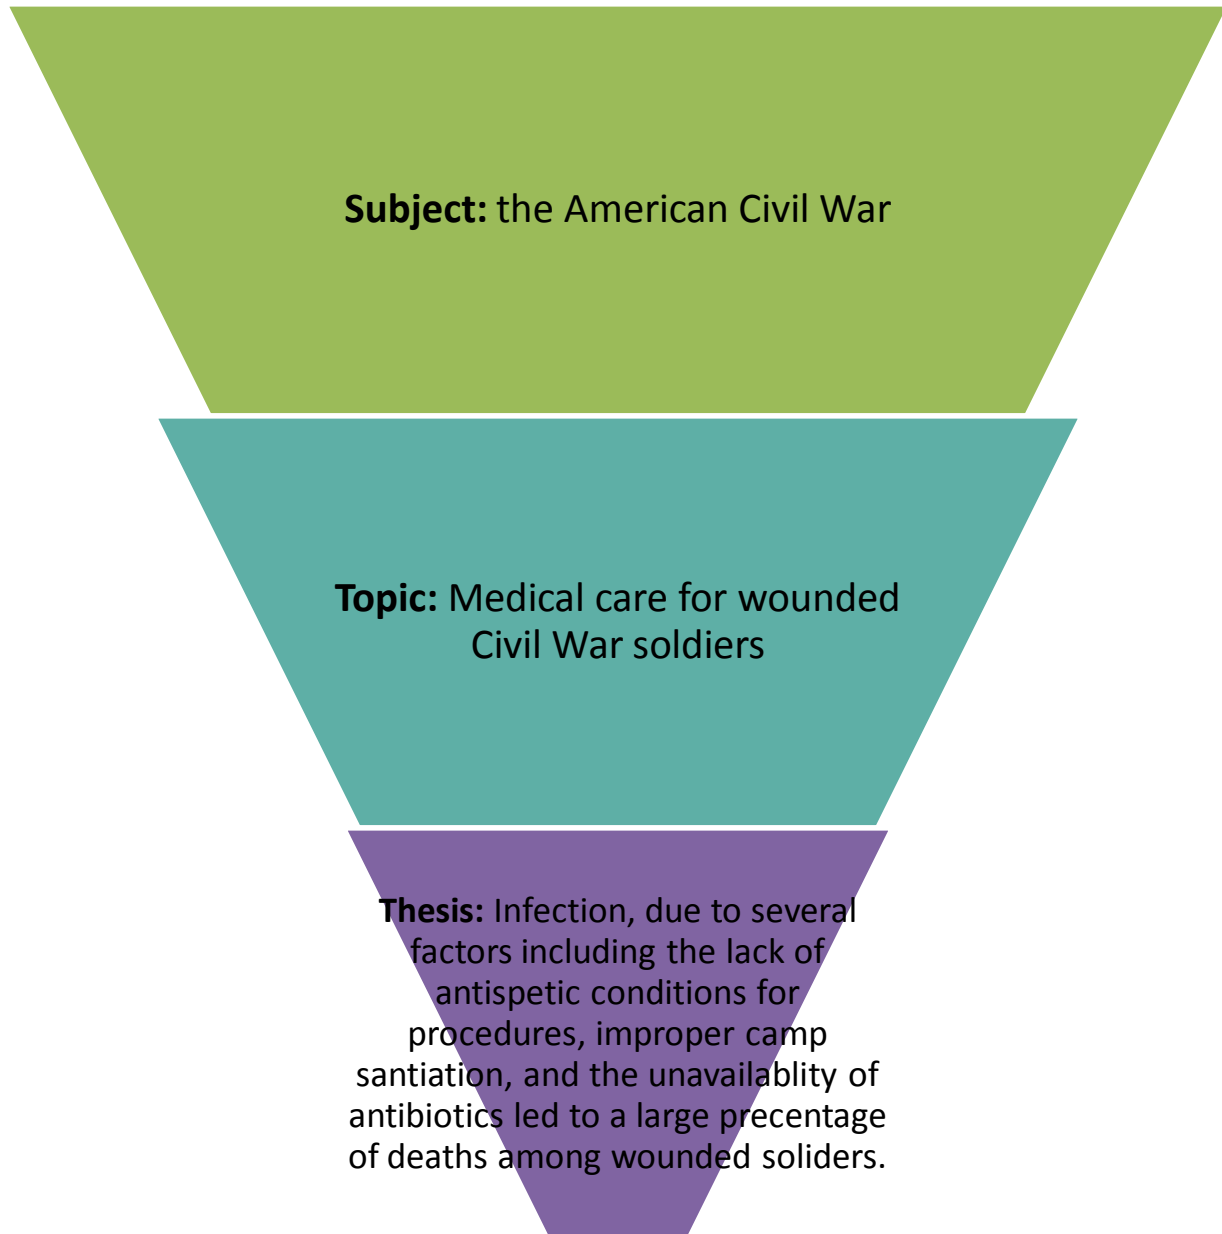 Subject: the American Civil War
Topic: Medical care for wounded
Civil War soldiers
Thesis: Infection, due to several
factors including the lack of
antispetic conditions for
procedures, improper camp
santiation, and the unavailablity of
antibiotics led to a large precentage
of deaths among wounded soliders.